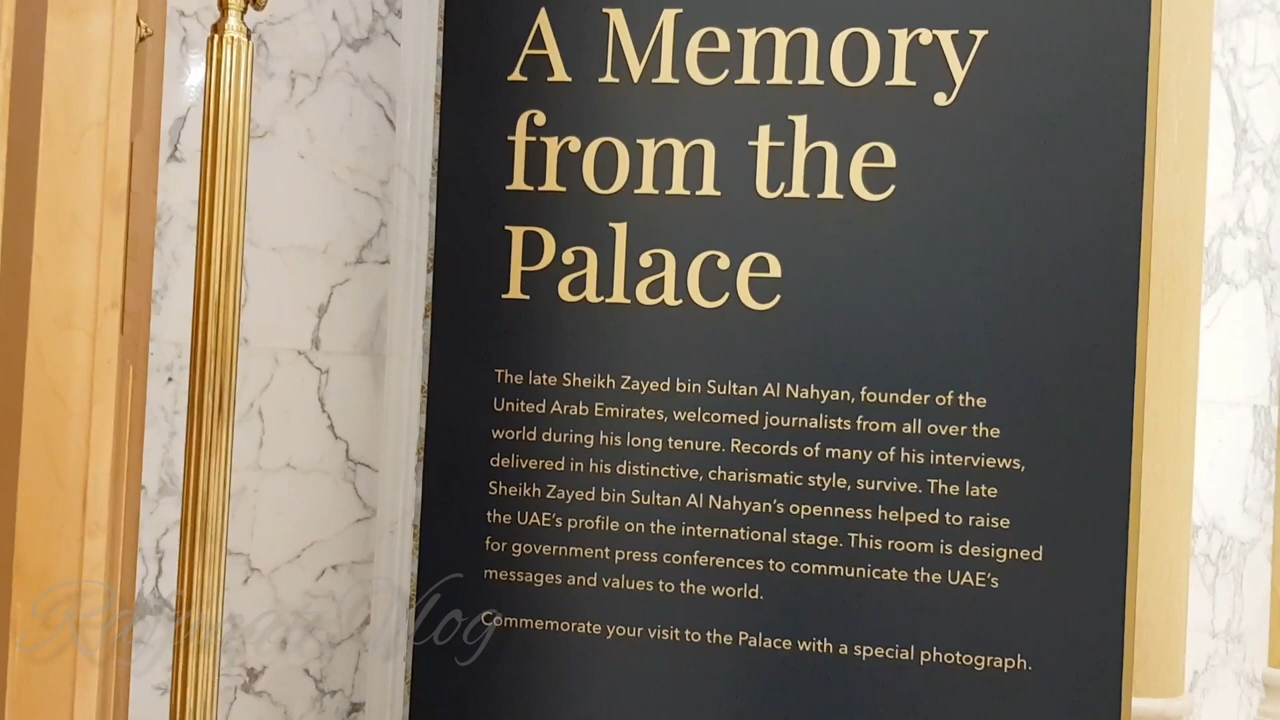 A Memory
from the
Palace
The late Sheikh Zayed bin Sultan Al Nahyan, founder of the
United Arab Emirates, welcomed journalists from all over the
world during his long tenure. Records of many of his interviews,
delivered in his distinctive, charismatic style, survive. The late
Sheikh Zayed bin Sultan Al Nahyan's openness helped to raise
the UAE's profile on the international stage. This room is designed
for government press conferences to communicate the UAE's
messages and values to the world.
Commemorate your visit to the Palace with a special photograph.
Vlog